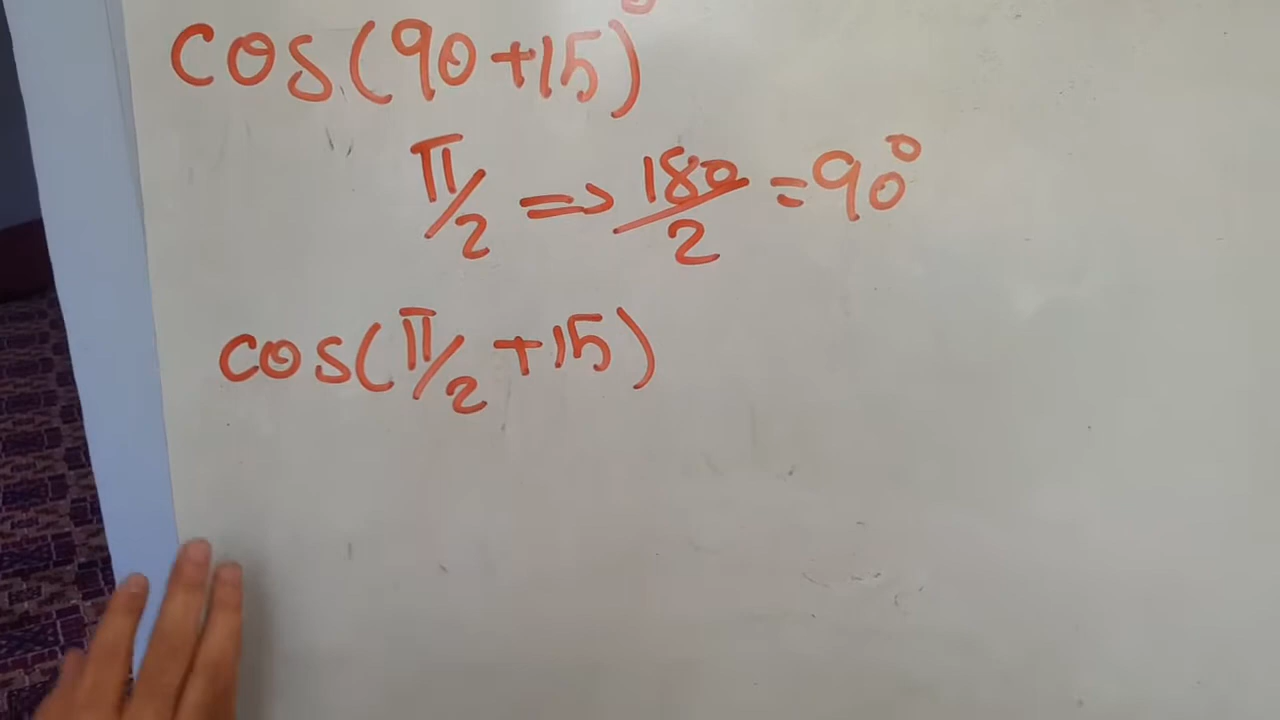 cos(90+15)°
π/2 => 180/2 = 90°
cos(π/2 +15)